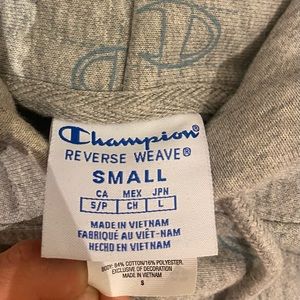 Champion
REVERSE WEAVE®
SMALL
CA MEX JPN
S/P CH L
MADE IN VIETNAM
FABRIQUÉ AU VIÊT-NAM
HECHO EN VIETNAM
BODY: 84% COTTON/16% POLYESTER
EXCLUSIVE OF DECORATION
MADE IN VIETNAM
S